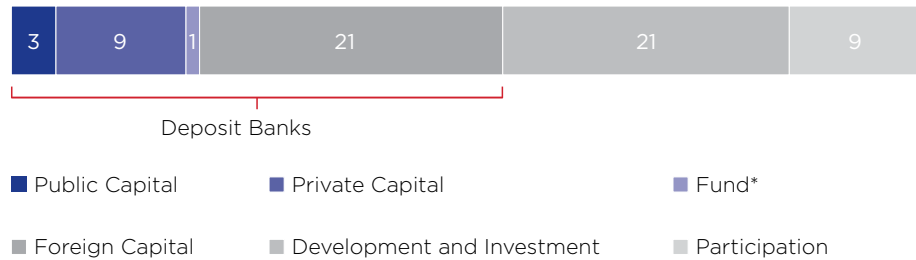 3 9 1 21 21 9
Deposit Banks
Public Capital Private Capital Fund*
Foreign Capital Development and Investment Participation